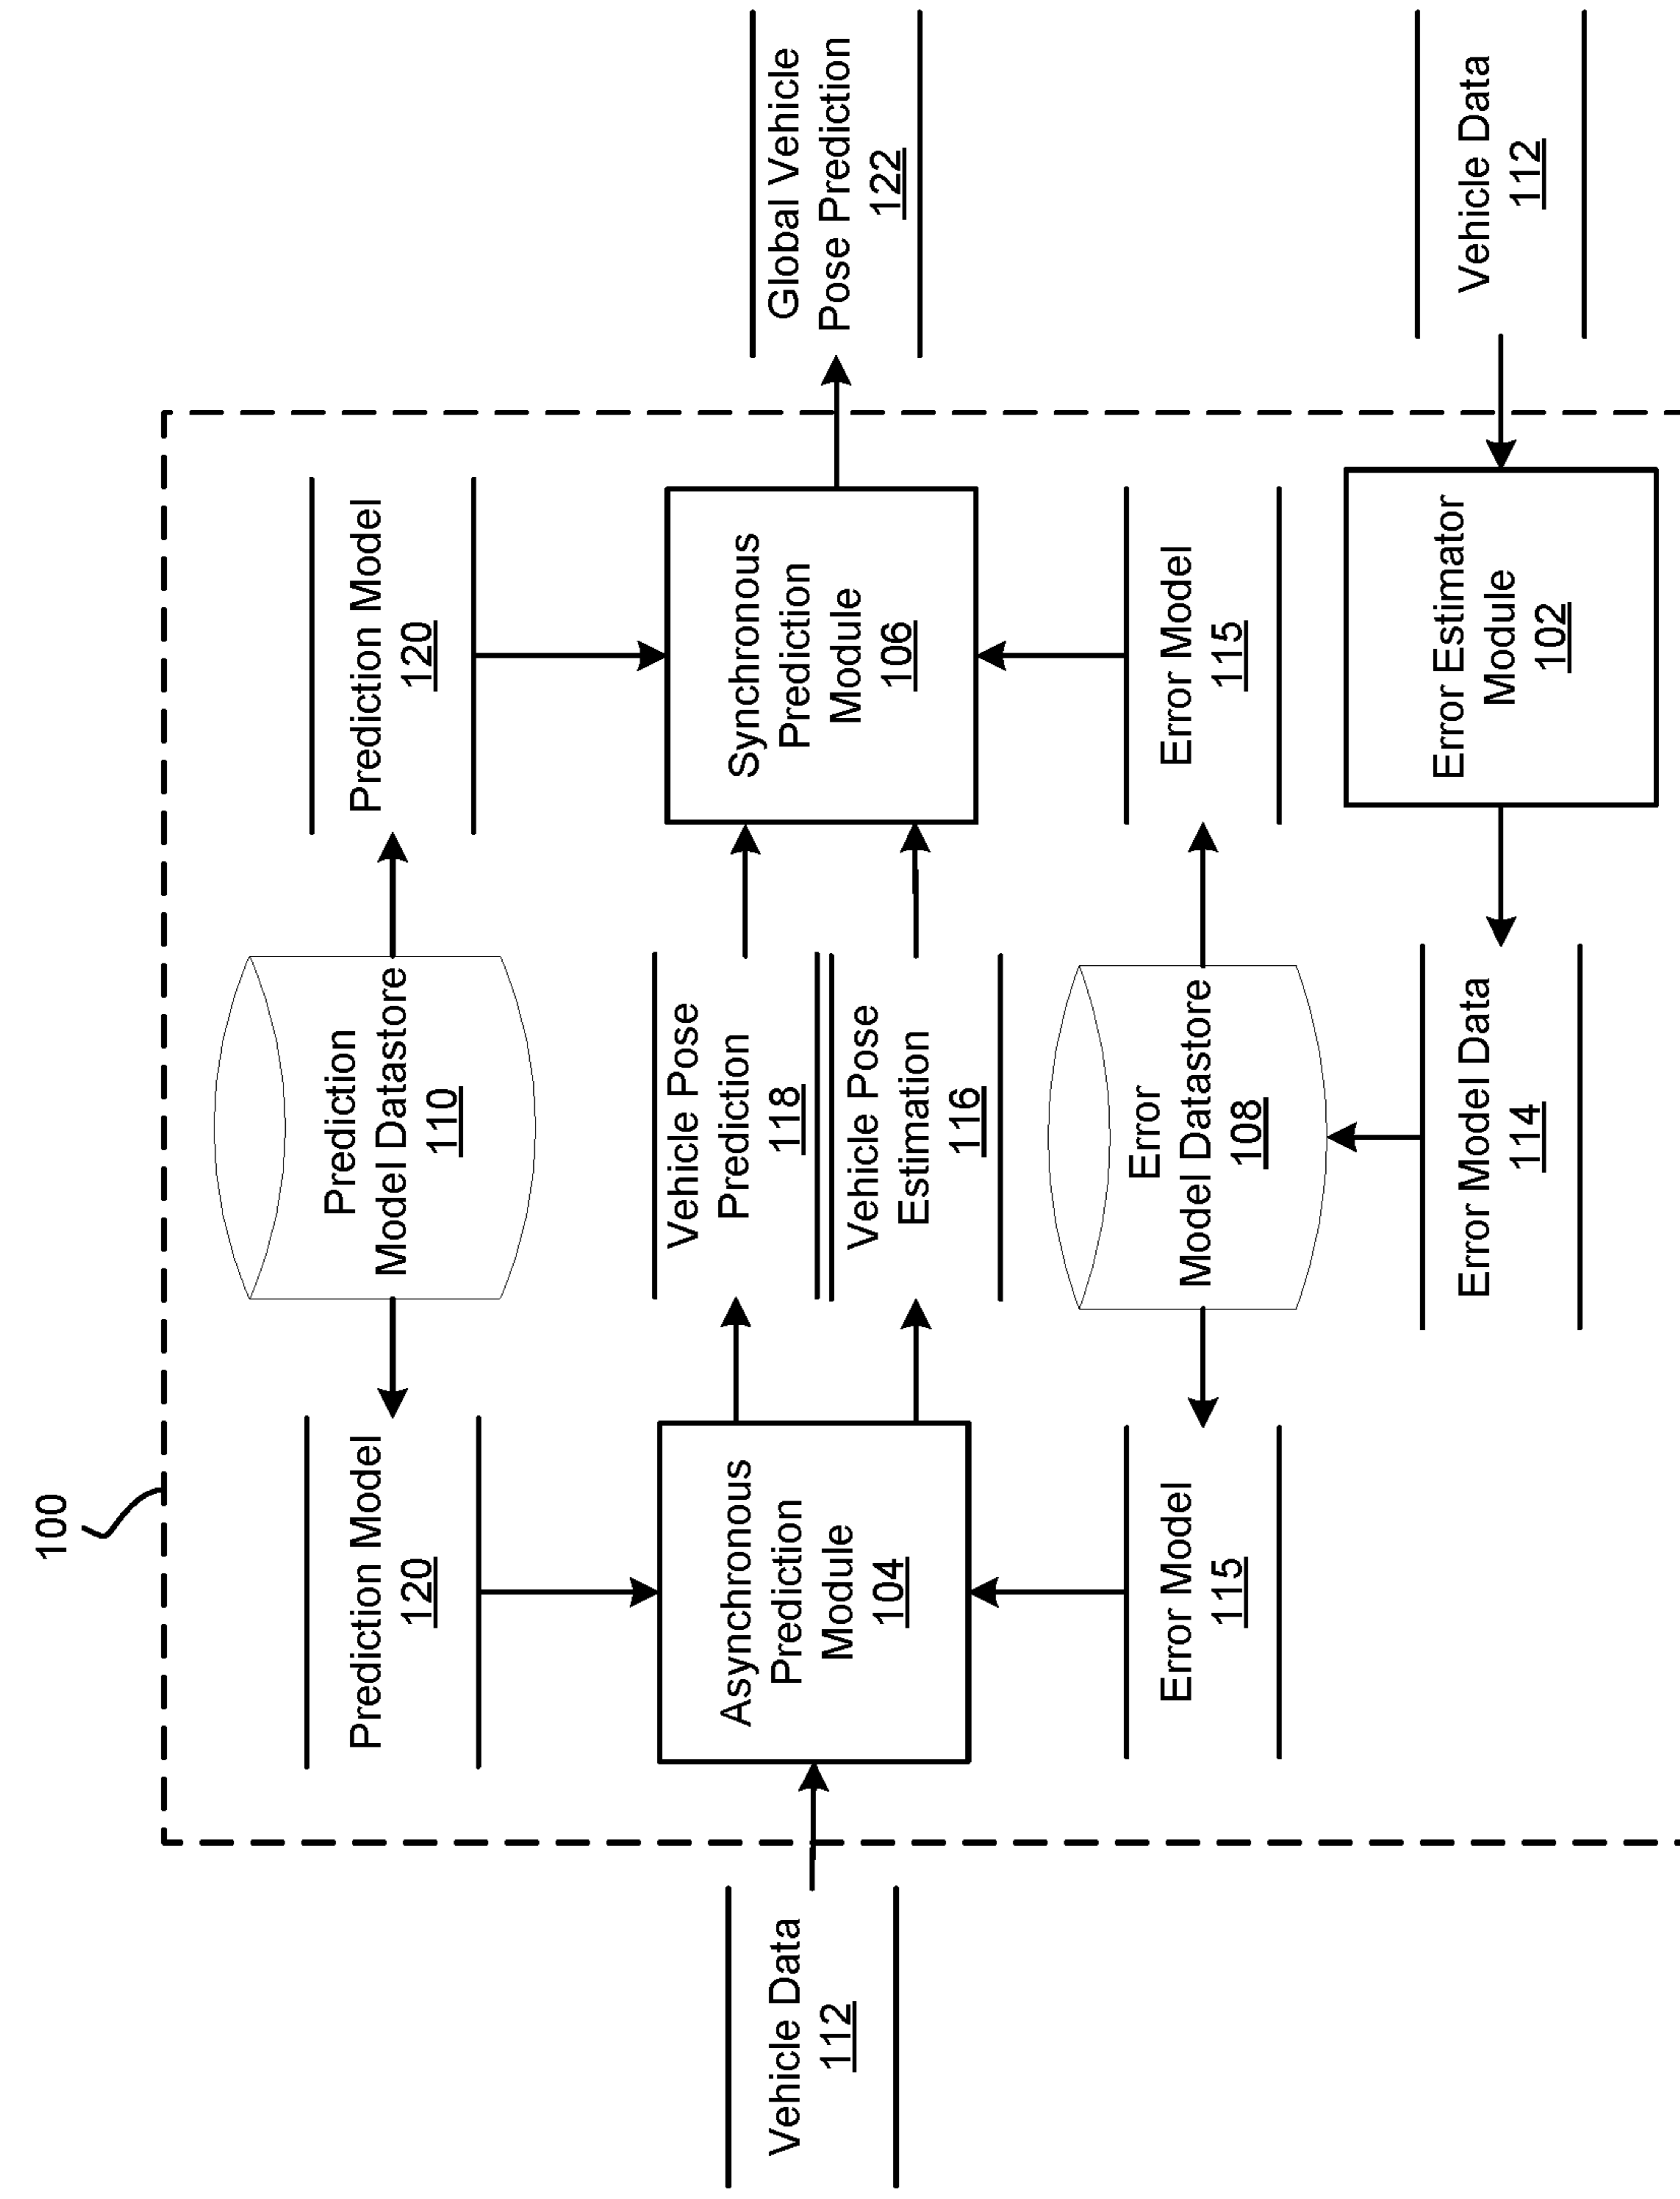 100
Prediction Model
120
Prediction
Model Datastore
110
Prediction Model
120
Vehicle Data
112
Asynchronous
Prediction
Module
104
Vehicle Pose
Prediction
118
Vehicle Pose
Estimation
116
Synchronous
Prediction
Module
106
Global Vehicle
Pose Prediction
122
Error Model
115
Error
Model Datastore
108
Error Model
115
Error Model Data
114
Error Estimator
Module
102
Vehicle Data
112